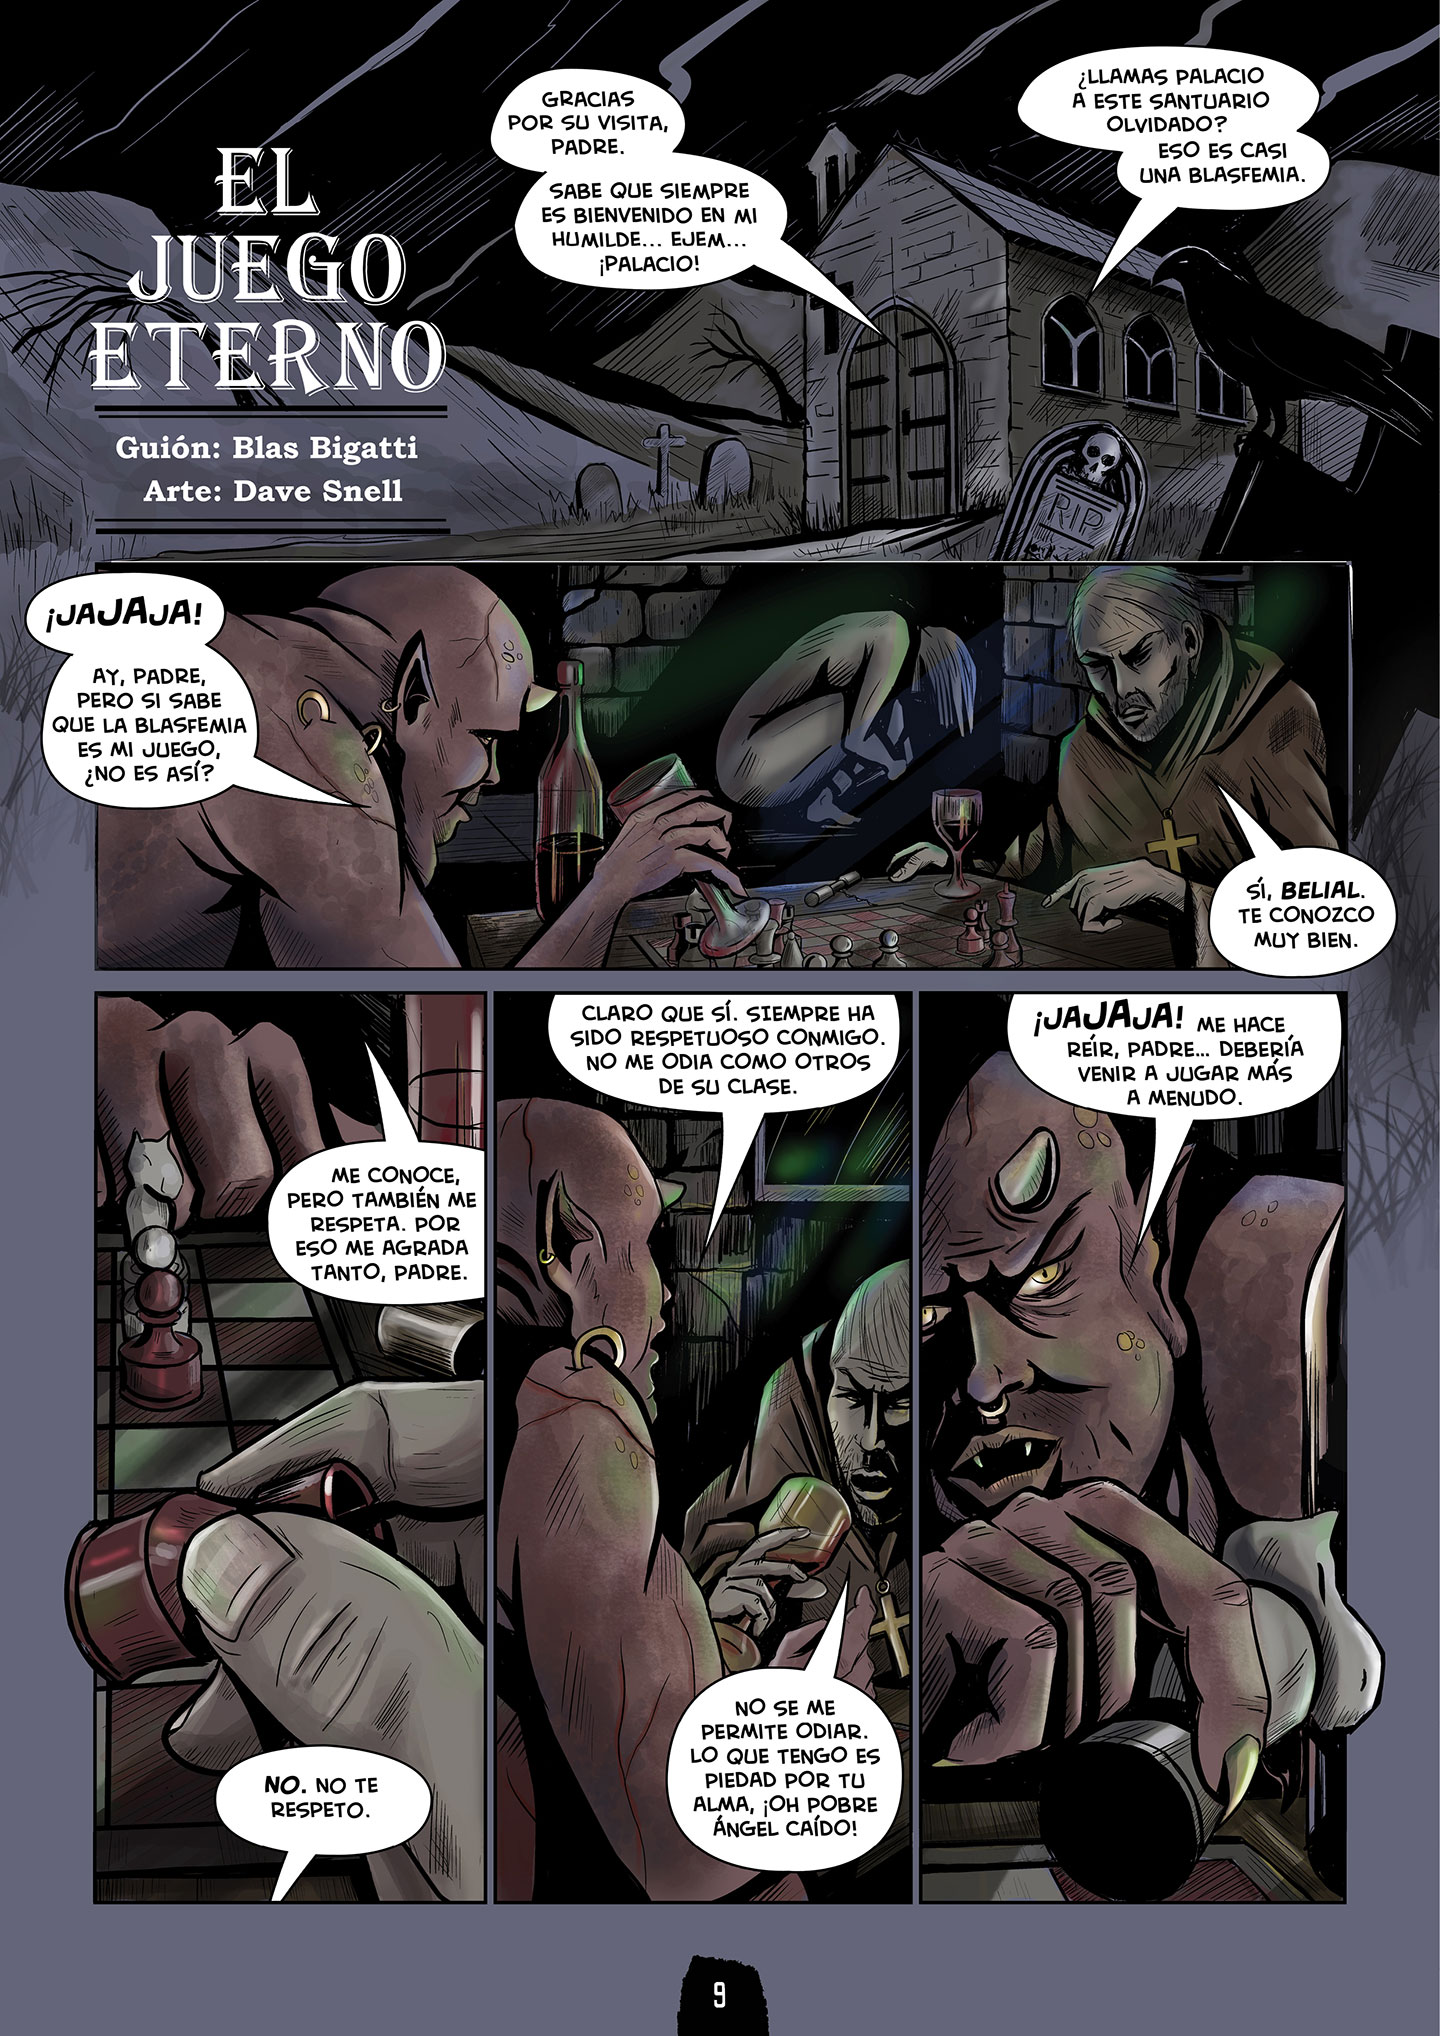 EL
JUEGO
ETERNO
Guión: Blas Bigatti
Arte: Dave Snell
GRACIAS
POR SU VISITA,
PADRE.
SABE QUE SIEMPRE
ES BIENVENIDO EN MI
HUMILDE... EJEM...
¡PALACIO!
¿LLAMAS PALACIO
A ESTE SANTUARIO
OLVIDADO?
ESO ES CASI
UNA BLASFEMIA.
RIP
¡JAJAJA!
AY, PADRE,
PERO SI SABE
QUE LA BLASFEMIA
ES MI JUEGO,
¿NO ES ASÍ?
SÍ, BELIAL.
TE CONOZCO
MUY BIEN.
ME CONOCE,
PERO TAMBIÉN ME
RESPETA. POR
ESO ME AGRADA
TANTO, PADRE.
NO. NO TE
RESPETO.
CLARO QUE SÍ. SIEMPRE HA
SIDO RESPETUOSO CONMIGO.
NO ME ODIA COMO OTROS
DE SU CLASE.
NO SE ME
PERMITE ODIAR.
LO QUE TENGO ES
PIEDAD POR TU
ALMA, ¡OH POBRE
ÁNGEL CAÍDO!
¡JAJAJA! ME HACE
REÍR, PADRE... DEBERÍA
VENIR A JUGAR MÁS
A MENUDO.
9